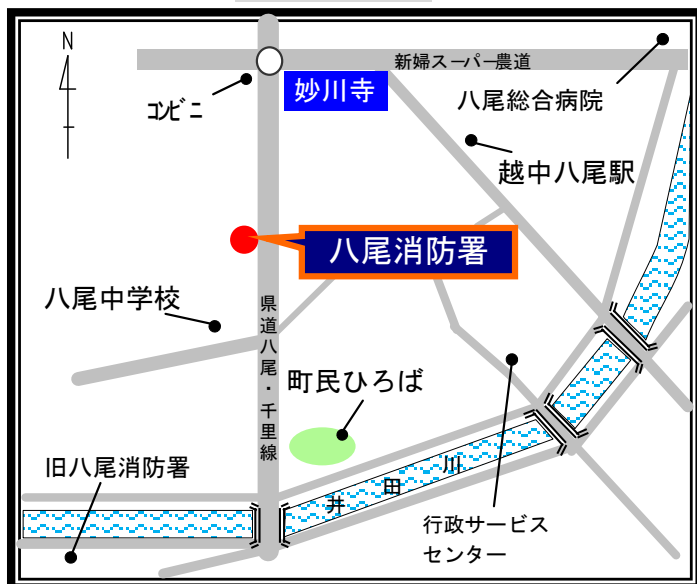 N
新婦スーパー農道
コンビニ
妙川寺
八尾総合病院
越中八尾駅
八尾消防署
八尾中学校
県道八尾・千里線
町民ひろば
旧八尾消防署
井田川
行政サービス
センター